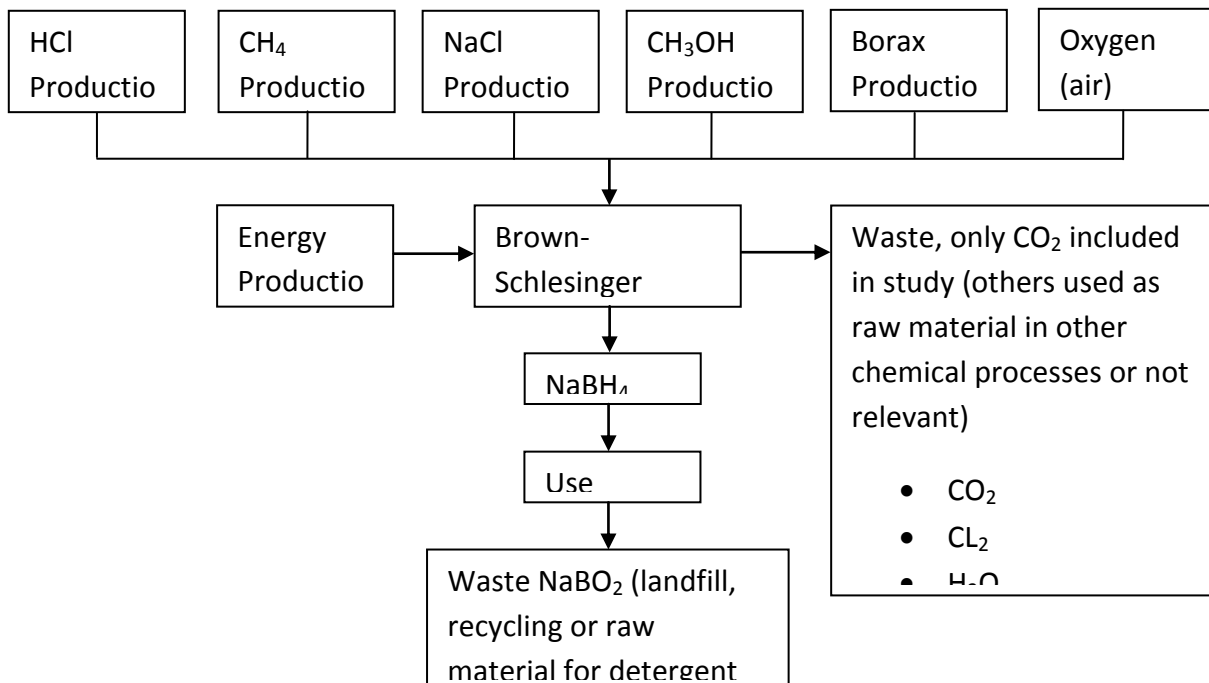 HCl
Productio
CH₄
Productio
NaCl
Productio
CH₃OH
Productio
Borax
Productio
Oxygen
(air)
Energy
Productio
Brown-
Schlesinger
Waste, only CO₂ included
in study (others used as
raw material in other
chemical processes or not
relevant)
• CO₂
• CL₂
• H₂O
NaBH₄
Use
Waste NaBO₂ (landfill,
recycling or raw
material for detergent